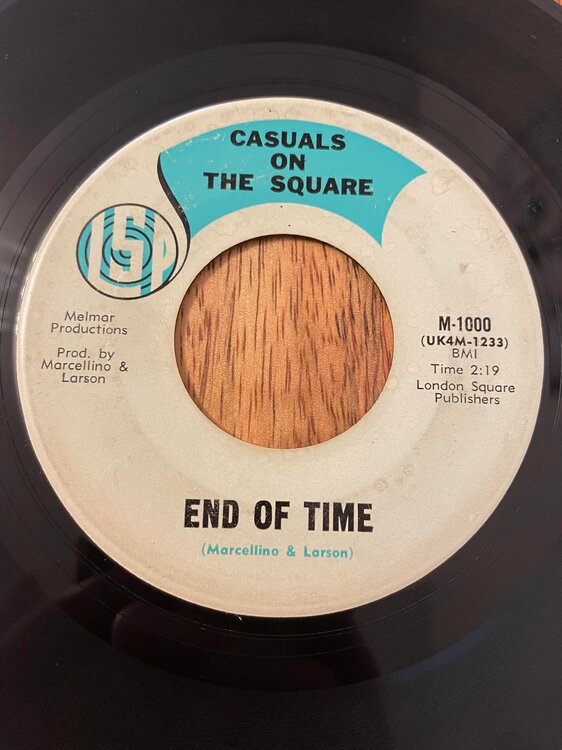 CASUALS
ON
THE SQUARE
Melmar
Productions
Prod. by
Marcellino &
Larson
M-1000
(UK4M-1233)
BMI
Time 2:19
London Square
Publishers
END OF TIME
(Marcellino & Larson)